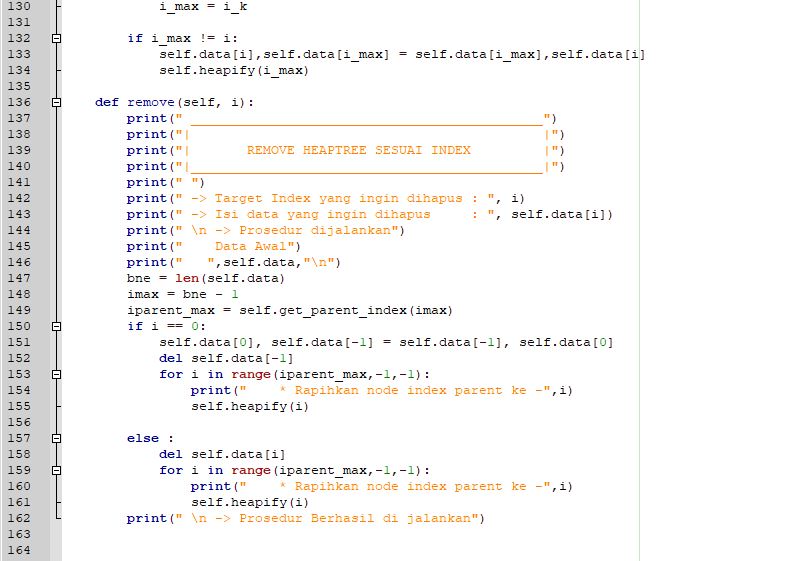 130 i_max = i_k
131
132 if i_max != i:
133 self.data[i],self.data[i_max] = self.data[i_max],self.data[i]
134 self.heapify(i_max)
135
136 def remove(self, i):
137 print(" ____________________________________________")
138 print("| |")
139 print("| REMOVE HEAPTREE SESUAI INDEX |")
140 print("|____________________________________________|")
141 print(" ")
142 print(" -> Target Index yang ingin dihapus : ", i)
143 print(" -> Isi data yang ingin dihapus : ", self.data[i])
144 print(" \n -> Prosedur dijalankan")
145 print(" Data Awal")
146 print(" ",self.data,"\n")
147 bne = len(self.data)
148 imax = bne - 1
149 iparent_max = self.get_parent_index(imax)
150 if i == 0:
151 self.data[0], self.data[-1] = self.data[-1], self.data[0]
152 del self.data[-1]
153 for i in range(iparent_max,-1,-1):
154 print(" * Rapihkan node index parent ke -",i)
155 self.heapify(i)
156
157 else :
158 del self.data[i]
159 for i in range(iparent_max,-1,-1):
160 print(" * Rapihkan node index parent ke -",i)
161 self.heapify(i)
162 print(" \n -> Prosedur Berhasil di jalankan")
163
164